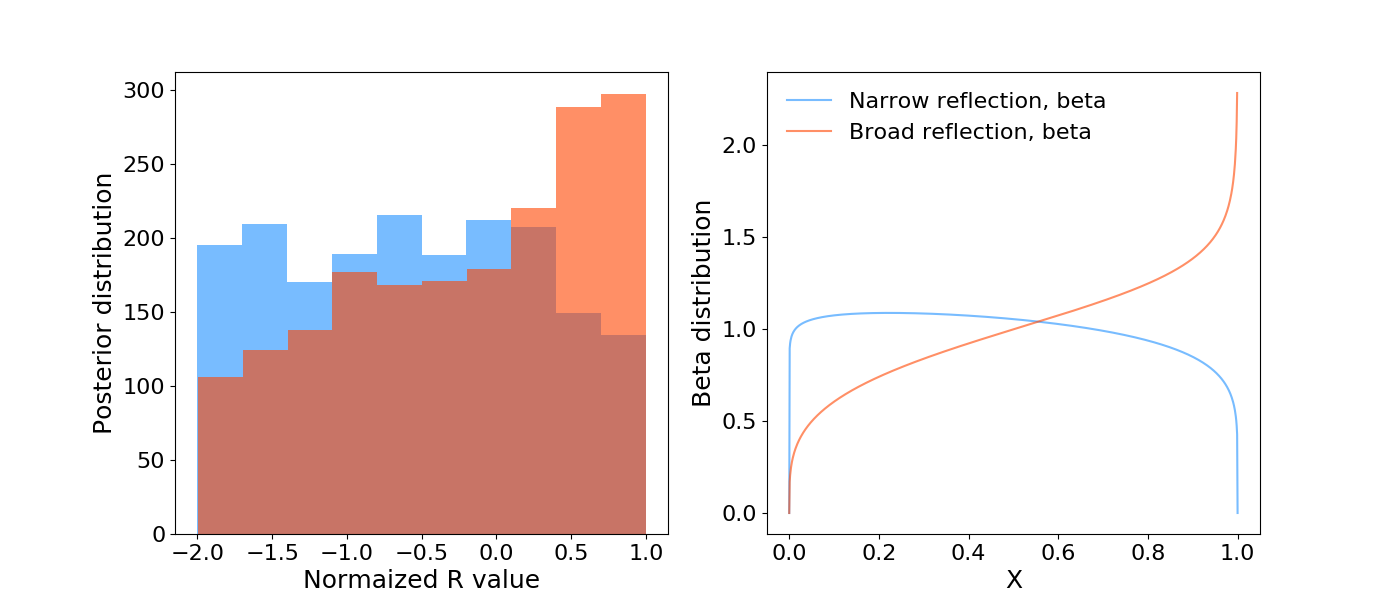 300
250
200
150
100
50
0
−2.0 −1.5 −1.0 −0.5 0.0 0.5 1.0
Normaized R value
Posterior distribution
Narrow reflection, beta
Broad reflection, beta
2.0
1.5
1.0
0.5
0.0
0.0 0.2 0.4 0.6 0.8 1.0
X
Beta distribution